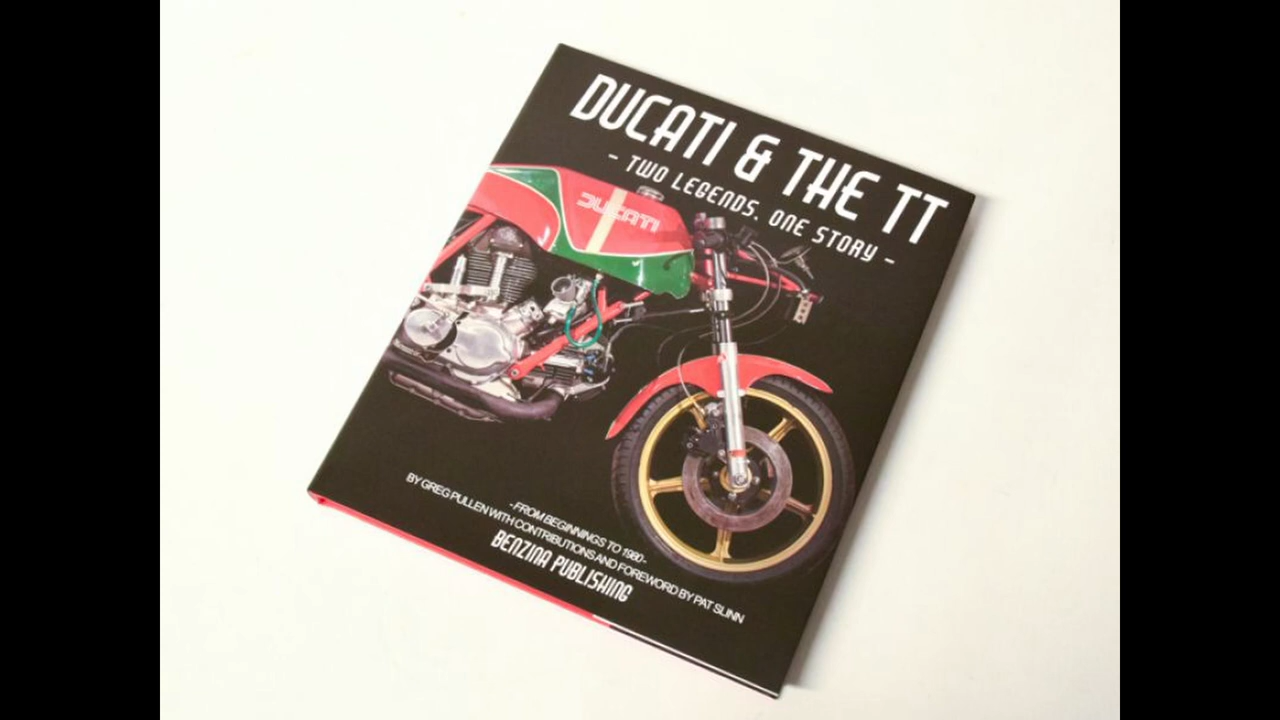 DUCATI & THE TT
- TWO LEGENDS, ONE STORY -
DUCATI
-FROM BEGINNINGS TO 1980-
BY GREG PULLEN WITH CONTRIBUTIONS AND FOREWORD BY PAT SLINN
BENZINA PUBLISHING